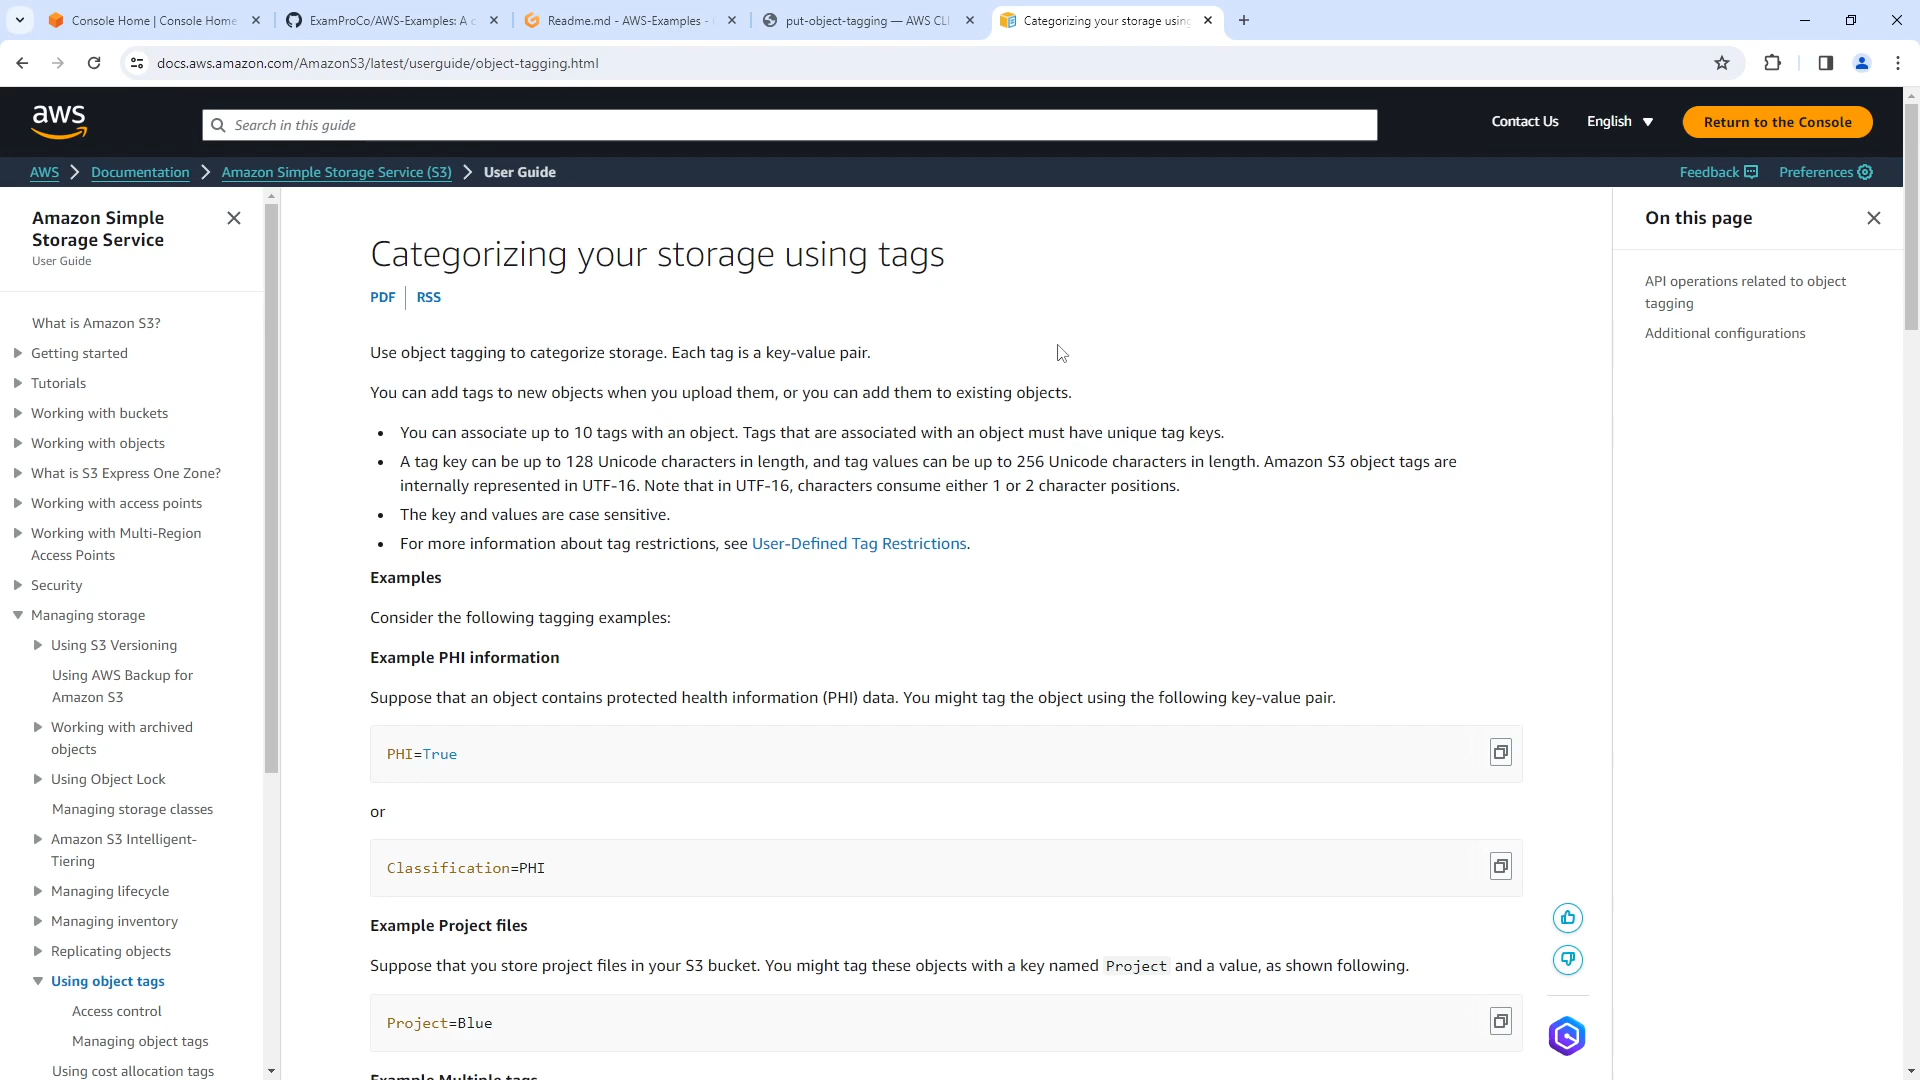 Console Home | Console Home
ExamProCo/AWS-Examples: A c
Readme.md - AWS-Examples -
put-object-tagging — AWS CLI
Categorizing your storage using
docs.aws.amazon.com/AmazonS3/latest/userguide/object-tagging.html
aws
Search in this guide
Contact Us
English
Return to the Console
AWS
Documentation
Amazon Simple Storage Service (S3)
User Guide
Feedback
Preferences
Amazon Simple
Storage Service
User Guide
What is Amazon S3?
Getting started
Tutorials
Working with buckets
Working with objects
What is S3 Express One Zone?
Working with access points
Working with Multi-Region
Access Points
Security
Managing storage
Using S3 Versioning
Using AWS Backup for
Amazon S3
Working with archived
objects
Using Object Lock
Managing storage classes
Amazon S3 Intelligent-
Tiering
Managing lifecycle
Managing inventory
Replicating objects
Using object tags
Access control
Managing object tags
Using cost allocation tags
Categorizing your storage using tags
PDF
RSS
Use object tagging to categorize storage. Each tag is a key-value pair.
You can add tags to new objects when you upload them, or you can add them to existing objects.
• You can associate up to 10 tags with an object. Tags that are associated with an object must have unique tag keys.
• A tag key can be up to 128 Unicode characters in length, and tag values can be up to 256 Unicode characters in length. Amazon S3 object tags are
internally represented in UTF-16. Note that in UTF-16, characters consume either 1 or 2 character positions.
• The key and values are case sensitive.
• For more information about tag restrictions, see User-Defined Tag Restrictions.
Examples
Consider the following tagging examples:
Example PHI information
Suppose that an object contains protected health information (PHI) data. You might tag the object using the following key-value pair.
PHI=True
or
Classification=PHI
Example Project files
Suppose that you store project files in your S3 bucket. You might tag these objects with a key named Project and a value, as shown following.
Project=Blue
Example Multiple tags
On this page
API operations related to object
tagging
Additional configurations